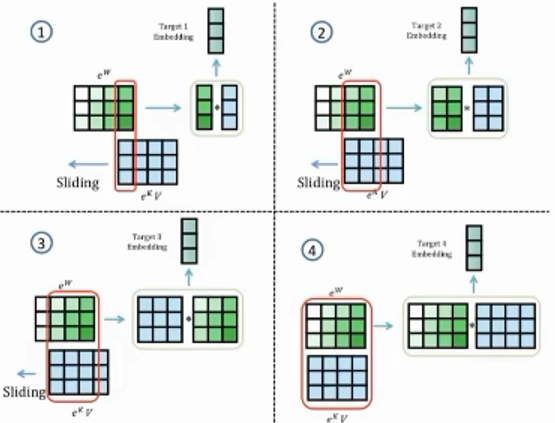 1
Target 1
Embedding
e^W
*
Sliding
e^K V
2
Target 2
Embedding
e^W
*
Sliding
e^K V
3
Target 3
Embedding
e^W
*
Sliding
e^K V
4
Target 4
Embedding
e^W
*
e^K V